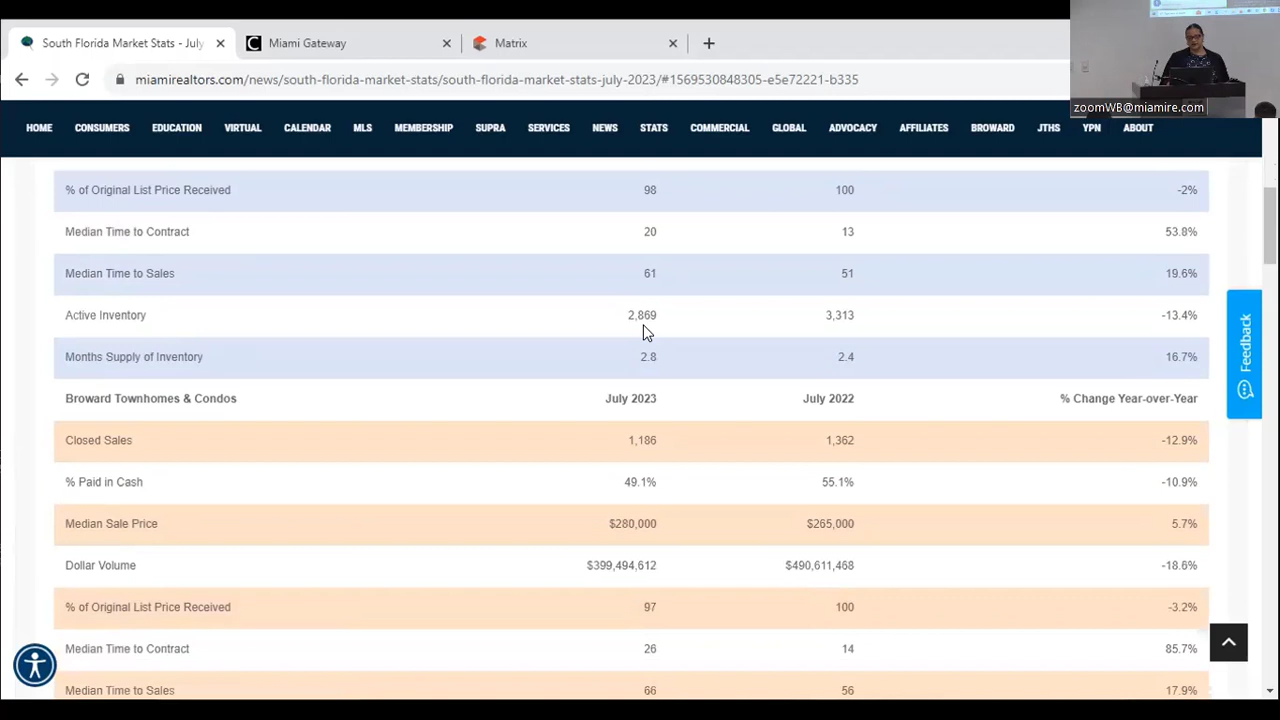 South Florida Market Stats - July
Miami Gateway
Matrix
miamirealtors.com/news/south-florida-market-stats/south-florida-market-stats-july-2023/#1569530848305-e5e72221-b335
zoomWB@miamire.com
HOME CONSUMERS EDUCATION VIRTUAL CALENDAR MLS MEMBERSHIP SUPRA SERVICES NEWS STATS COMMERCIAL GLOBAL ADVOCACY AFFILIATES BROWARD JTHS YPN ABOUT
% of Original List Price Received 98 100 -2%
Median Time to Contract 20 13 53.8%
Median Time to Sales 61 51 19.6%
Active Inventory 2,869 3,313 -13.4%
Months Supply of Inventory 2.8 2.4 16.7%
Broward Townhomes & Condos July 2023 July 2022 % Change Year-over-Year
Closed Sales 1,186 1,362 -12.9%
% Paid in Cash 49.1% 55.1% -10.9%
Median Sale Price $280,000 $265,000 5.7%
Dollar Volume $399,494,612 $490,611,468 -18.6%
% of Original List Price Received 97 100 -3.2%
Median Time to Contract 26 14 85.7%
Median Time to Sales 66 56 17.9%
Feedback